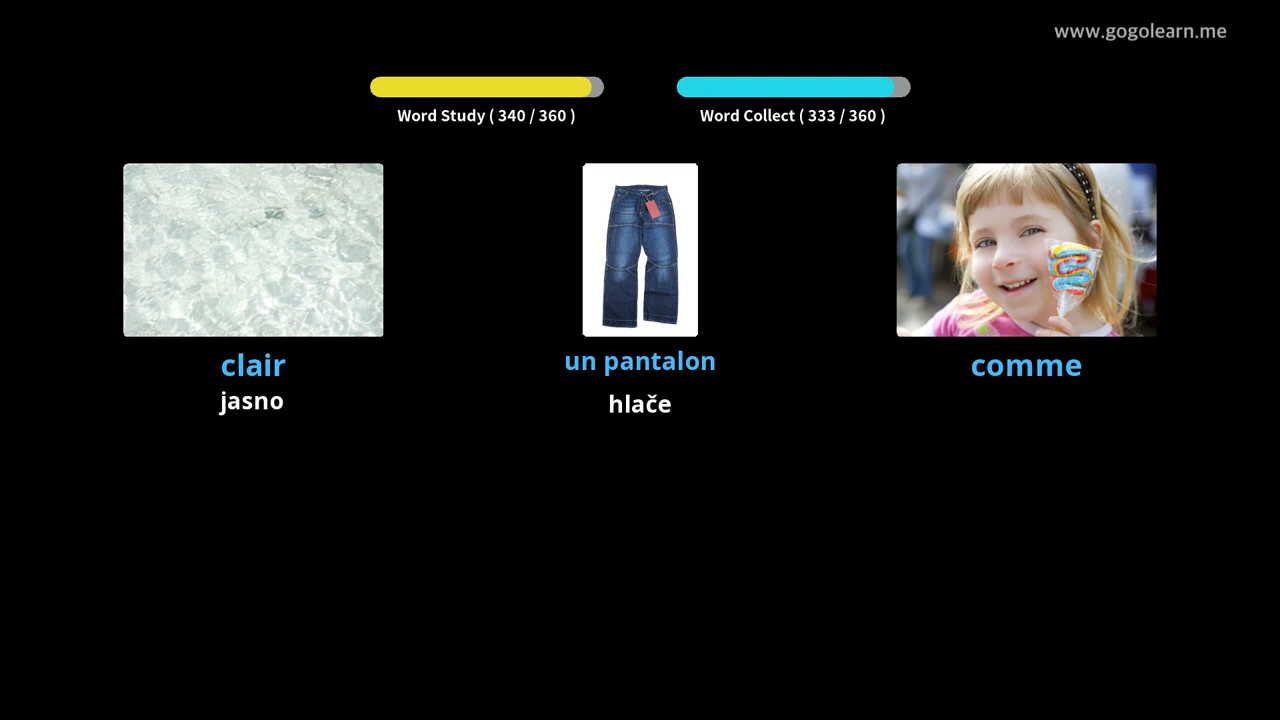 www.gogolearn.me
Word Study ( 340 / 360 )
Word Collect ( 333 / 360 )
clair
jasno
un pantalon
hlače
comme